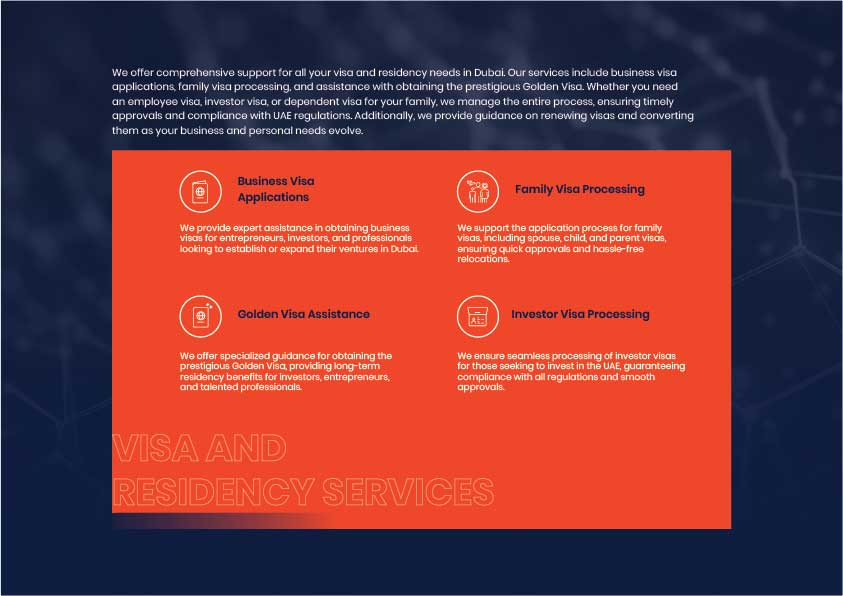 We offer comprehensive support for all your visa and residency needs in Dubai. Our services include business visa
applications, family visa processing, and assistance with obtaining the prestigious Golden Visa. Whether you need
an employee visa, investor visa, or dependent visa for your family, we manage the entire process, ensuring timely
approvals and compliance with UAE regulations. Additionally, we provide guidance on renewing visas and converting
them as your business and personal needs evolve.
Business Visa
Applications
We provide expert assistance in obtaining business
visas for entrepreneurs, investors, and professionals
looking to establish or expand their ventures in Dubai.
Family Visa Processing
We support the application process for family
visas, including spouse, child, and parent visas,
ensuring quick approvals and hassle-free
relocations.
Golden Visa Assistance
We offer specialized guidance for obtaining the
prestigious Golden Visa, providing long-term
residency benefits for investors, entrepreneurs,
and talented professionals.
Investor Visa Processing
We ensure seamless processing of investor visas
for those seeking to invest in the UAE, guaranteeing
compliance with all regulations and smooth
approvals.
VISA AND
RESIDENCY SERVICES